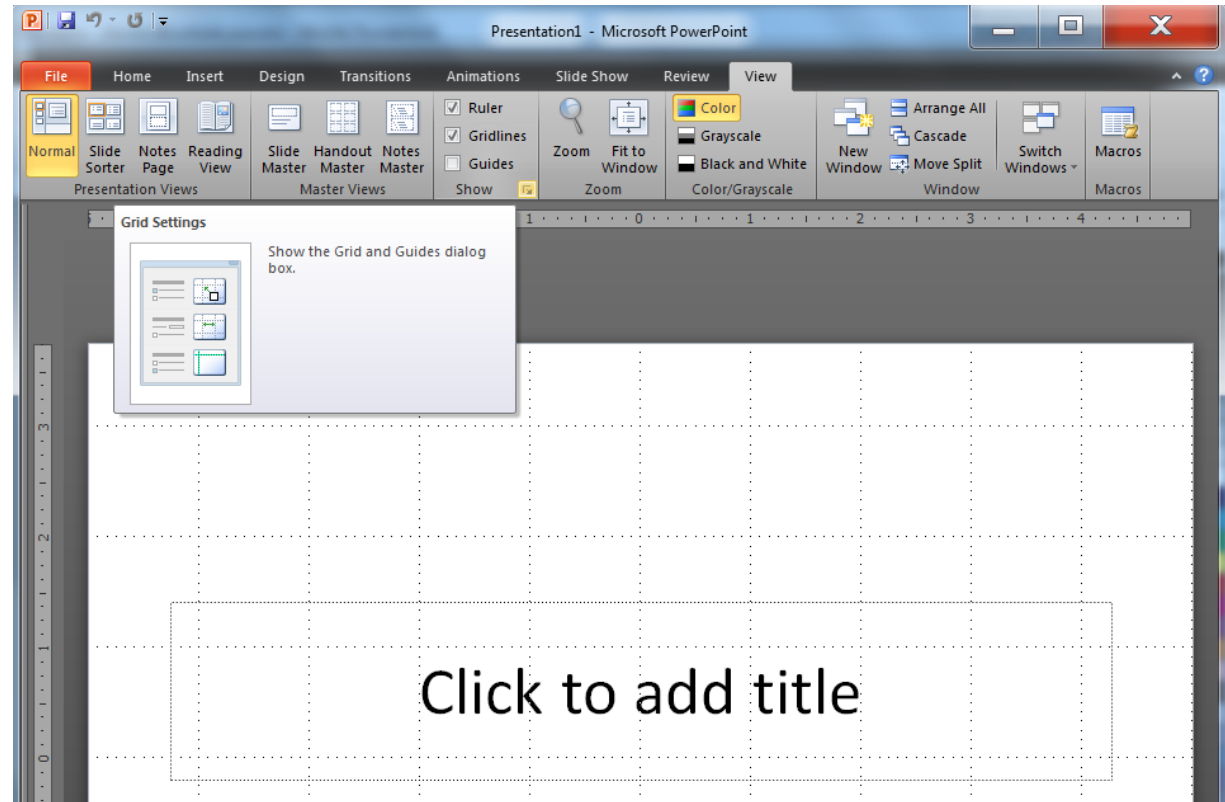 Presentation1 - Microsoft PowerPoint
File Home Insert Design Transitions Animations Slide Show Review View
Normal
Slide Sorter
Notes Page
Reading View
Slide Master
Handout Master
Notes Master
Ruler
Gridlines
Guides
Zoom
Fit to Window
Color
Grayscale
Black and White
New Window
Arrange All
Cascade
Move Split
Switch Windows
Macros
Presentation Views Master Views Show Zoom Color/Grayscale Window Macros
1 0 1 2 3 4
Grid Settings
Show the Grid and Guides dialog
box.
3
2
1
0
Click to add title